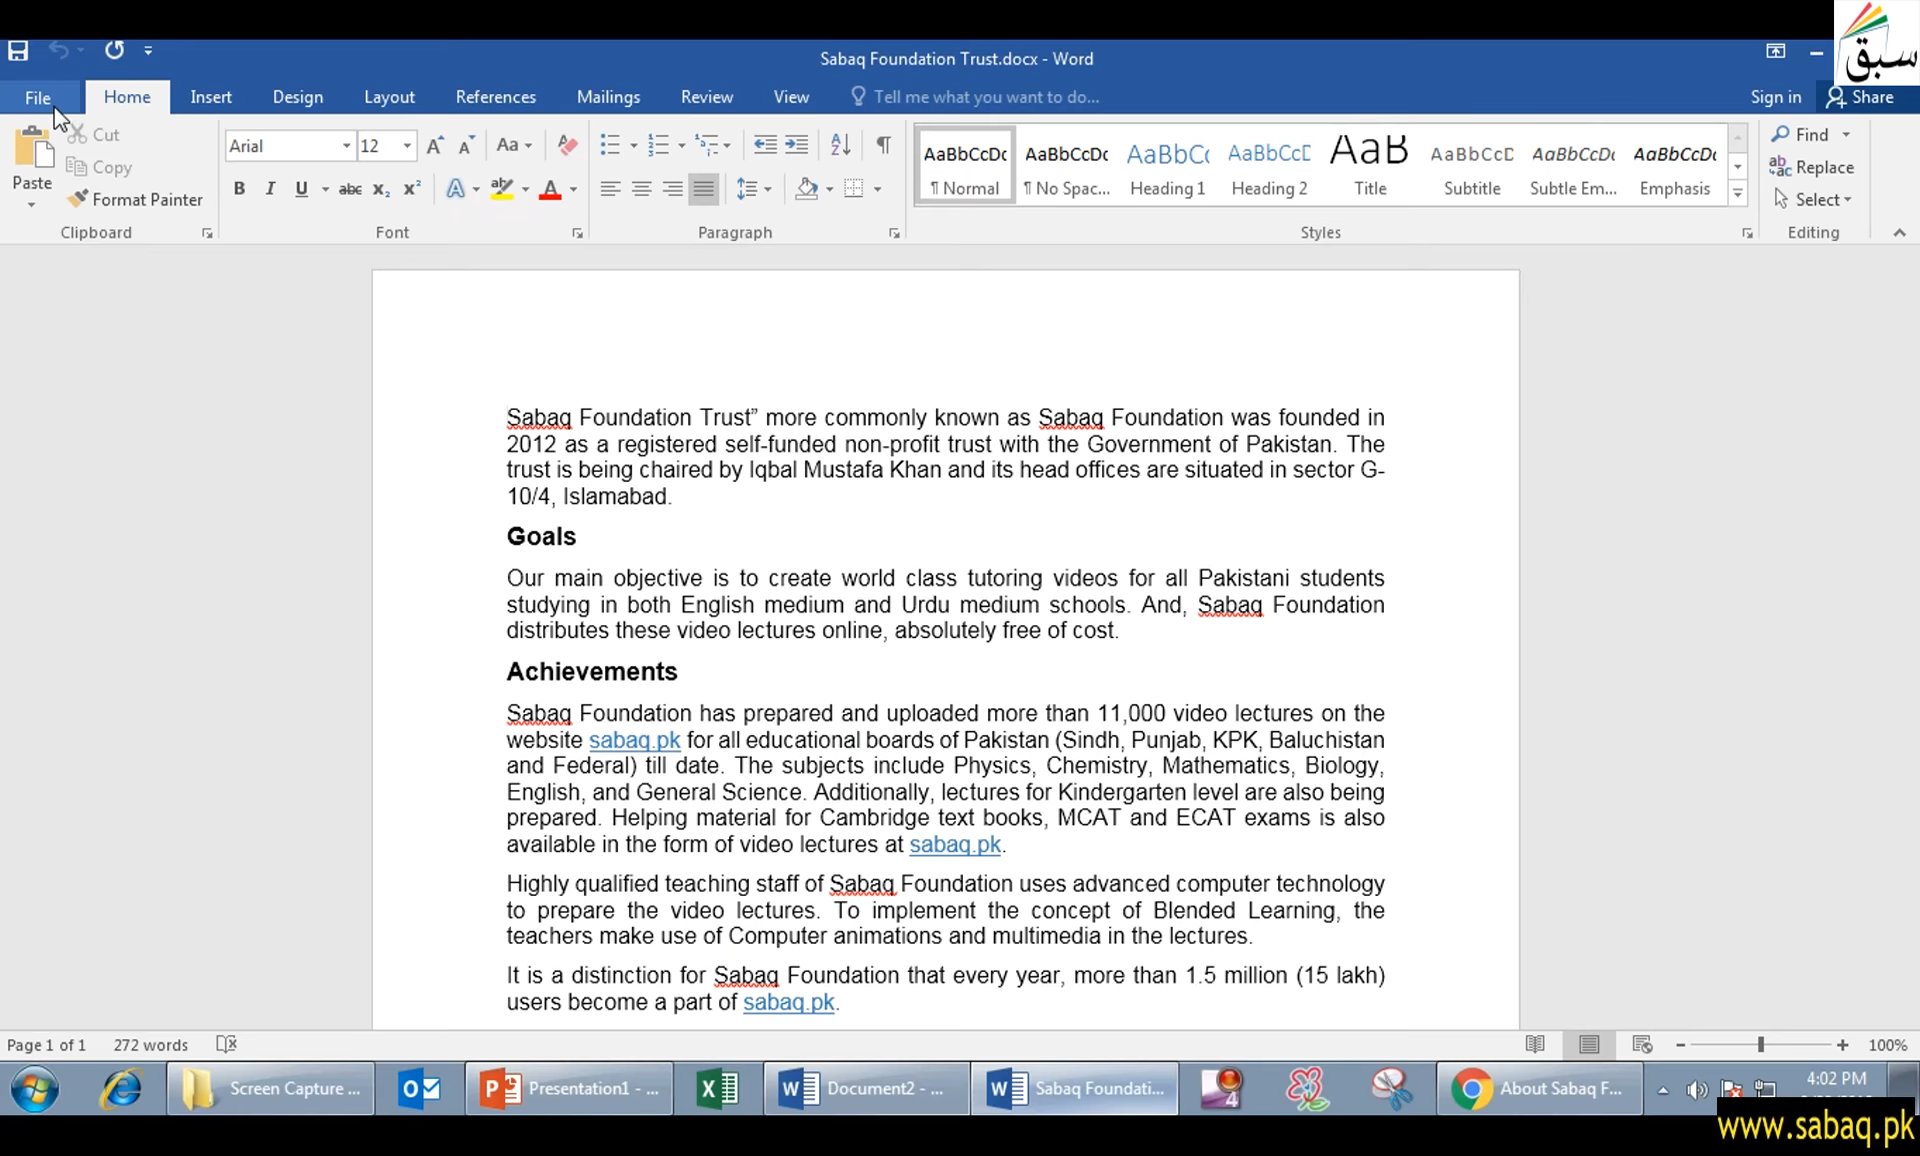 سبق
Sabaq Foundation Trust.docx - Word
File Home Insert Design Layout References Mailings Review View Tell me what you want to do... Sign in Share
Paste
Cut
Copy
Format Painter
Clipboard
Arial 12 Aa
B I U abc x₂ x² A A
Font
Paragraph
AaBbCcDc AaBbCcDc AaBbCc AaBbCcD AaB AaBbCcD AaBbCcDc AaBbCcDc
¶ Normal ¶ No Spac... Heading 1 Heading 2 Title Subtitle Subtle Em... Emphasis
Styles
Find
Replace
Select
Editing
Sabaq Foundation Trust” more commonly known as Sabaq Foundation was founded in
2012 as a registered self-funded non-profit trust with the Government of Pakistan. The
trust is being chaired by Iqbal Mustafa Khan and its head offices are situated in sector G-
10/4, Islamabad.
Goals
Our main objective is to create world class tutoring videos for all Pakistani students
studying in both English medium and Urdu medium schools. And, Sabaq Foundation
distributes these video lectures online, absolutely free of cost.
Achievements
Sabaq Foundation has prepared and uploaded more than 11,000 video lectures on the
website sabaq.pk for all educational boards of Pakistan (Sindh, Punjab, KPK, Baluchistan
and Federal) till date. The subjects include Physics, Chemistry, Mathematics, Biology,
English, and General Science. Additionally, lectures for Kindergarten level are also being
prepared. Helping material for Cambridge text books, MCAT and ECAT exams is also
available in the form of video lectures at sabaq.pk.
Highly qualified teaching staff of Sabaq Foundation uses advanced computer technology
to prepare the video lectures. To implement the concept of Blended Learning, the
teachers make use of Computer animations and multimedia in the lectures.
It is a distinction for Sabaq Foundation that every year, more than 1.5 million (15 lakh)
users become a part of sabaq.pk.
Page 1 of 1 272 words 100%
Screen Capture ... Presentation1 - ... Document2 - ... Sabaq Foundati... About Sabaq F... 4:02 PM
www.sabaq.pk